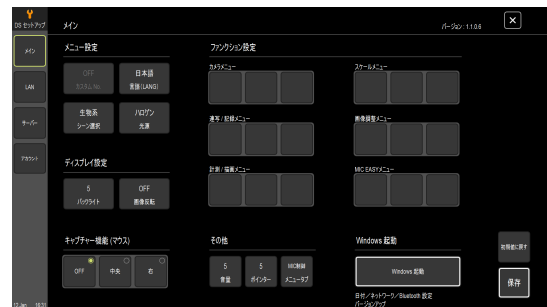 DSセットアップ
メイン
バージョン: 1.1.0.6
メイン
LAN
サーバー
アカウント
メニュー設定
OFF
日本語
言語 (LANG)
生物系
シーン選択
ハロゲン
光源
ファンクション設定
カメラメニュー
スケールメニュー
連写 / 記録メニュー
画像調整メニュー
計測 / 描画メニュー
MIC EASYメニュー
ディスプレイ設定
5
バックライト
OFF
画像反転
キャプチャー機能 (マウス)
OFF
中央
右
その他
5
音量
5
ポインター
MIC制御
メニュータブ
Windows 起動
Windows 起動
日付／ネットワーク／Bluetooth 設定
バージョンアップ
初期値に戻す
保存
12 Jan 16:31